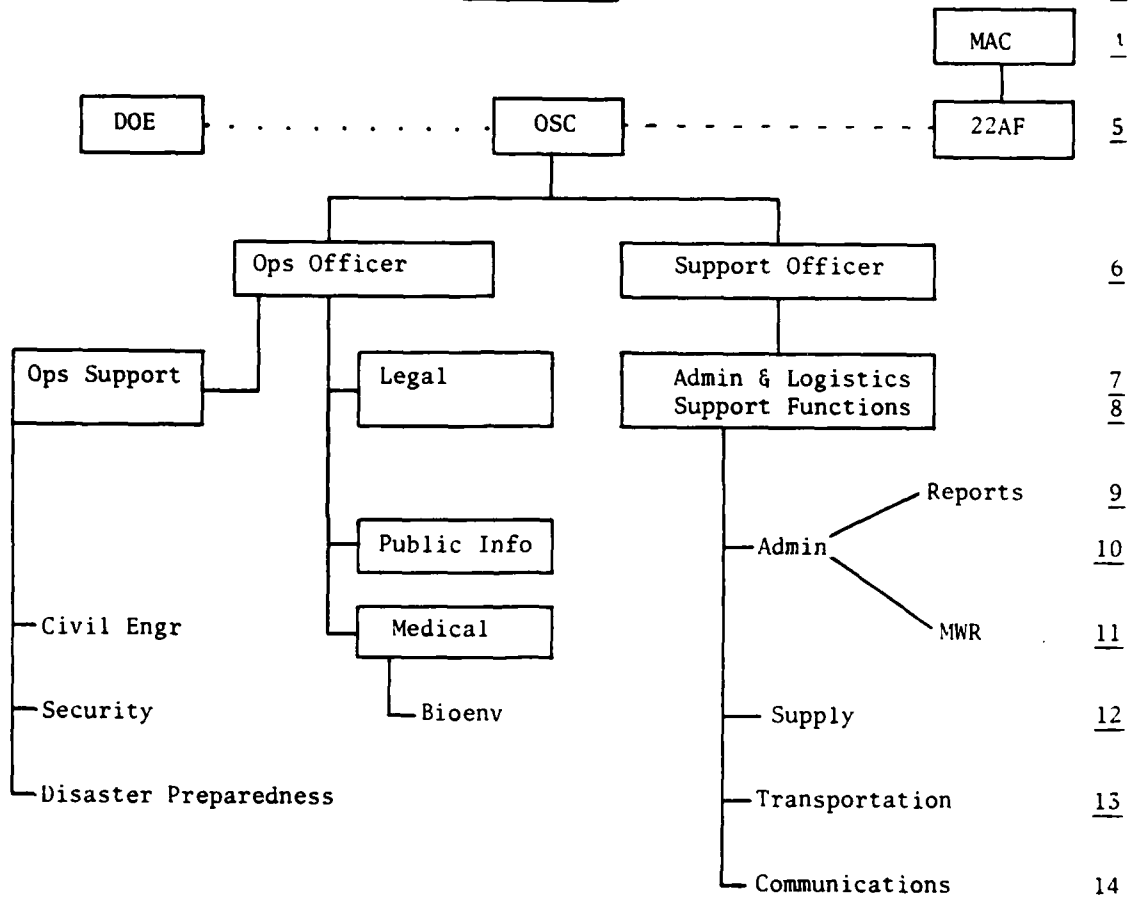 MAC 1
DOE OSC 22AF 5
Ops Officer Support Officer 6
Ops Support Legal Admin & Logistics 7
Support Functions 8
Reports 9
Public Info Admin 10
Civil Engr Medical MWR 11
Security Bioenv Supply 12
Disaster Preparedness Transportation 13
Communications 14